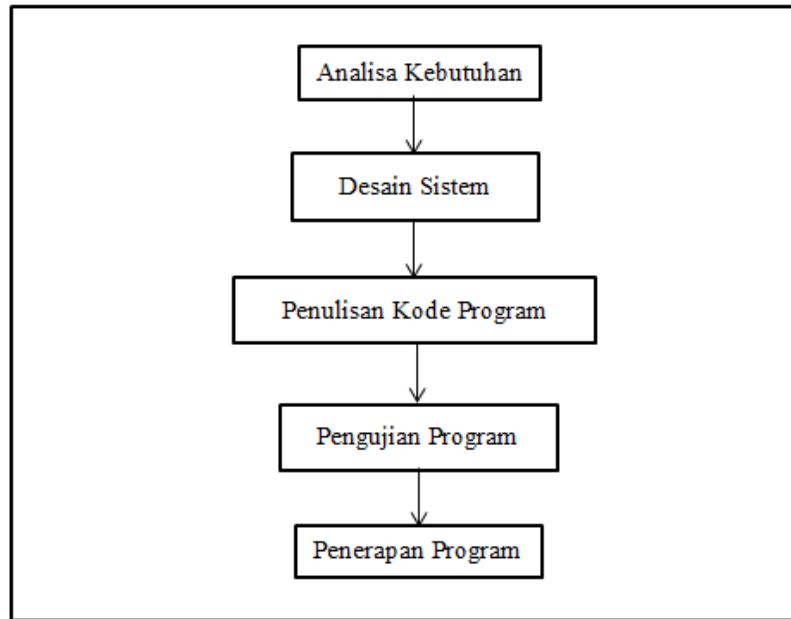 Analisa Kebutuhan
Desain Sistem
Penulisan Kode Program
Pengujian Program
Penerapan Program